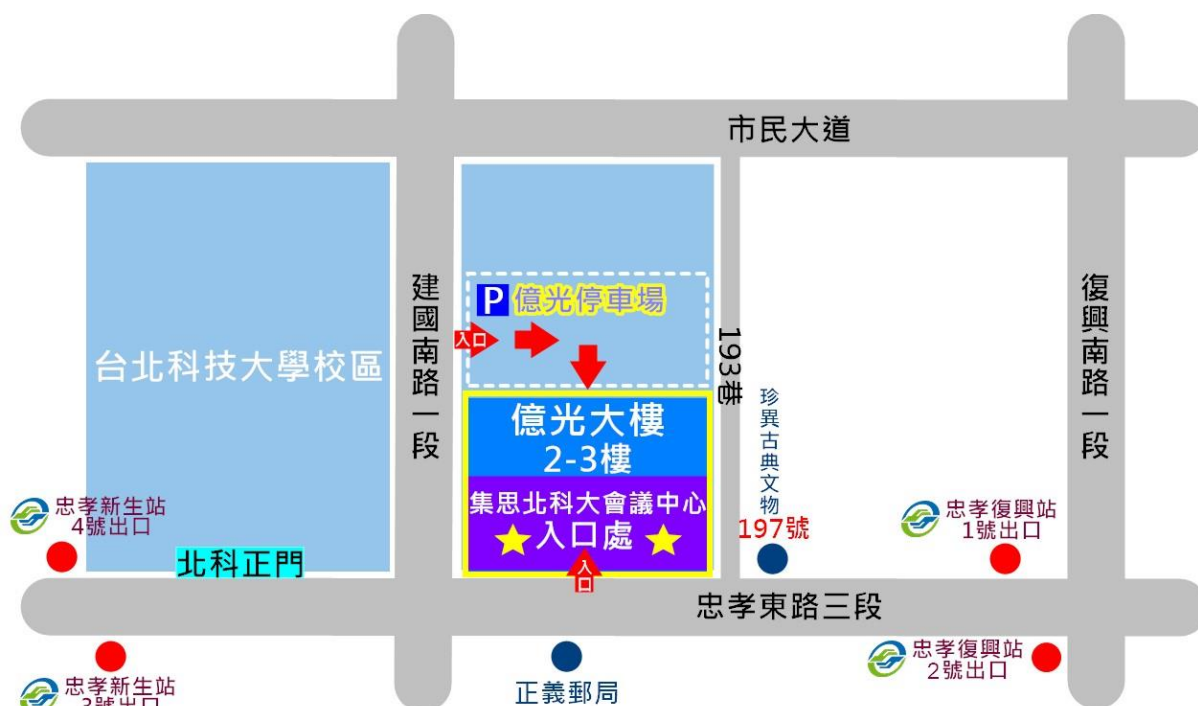 市民大道
建國南路一段
復興南路一段
P 億光停車場
入口
193巷
台北科技大學校區
億光大樓
2-3樓
集思北科大會議中心
入口處
入口
珍異古典文物
197號
忠孝新生站
4號出口
忠孝復興站
1號出口
北科正門
忠孝東路三段
忠孝新生站
3號出口
正義郵局
忠孝復興站
2號出口